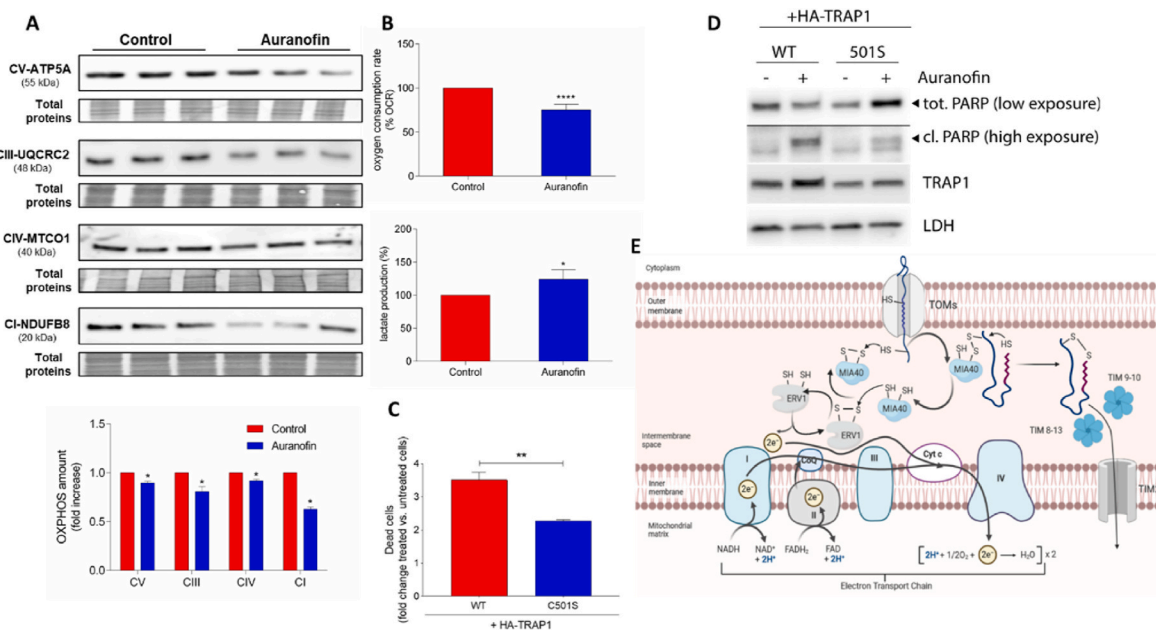 A
Control Auranofin
CV-ATP5A
(55 kDa)
Total
proteins
CIII-UQCRC2
(48 kDa)
Total
proteins
CIV-MTCO1
(40 kDa)
Total
proteins
CI-NDUFB8
(20 kDa)
Total
proteins
OXPHOS amount
(fold increase)
1.5
1.0
0.5
0.0
Control
Auranofin
* * * *
CV CIII CIV CI
B
oxygen consumption rate
(% OCR)
150
100
50
0
****
Control Auranofin
lactate production (%)
200
150
100
50
0
*
Control Auranofin
C
Dead cells
(fold change treated vs. untreated cells)
4
3
2
1
0
**
WT C501S
+ HA-TRAP1
D
+HA-TRAP1
WT 501S
- + - + Auranofin
tot. PARP (low exposure)
cl. PARP (high exposure)
TRAP1
LDH
E
Cytoplasm
Outer
membrane
HS
TOMs
S S HS
MIA40
SH S S HS
MIA40
S S
SH SH
ERV1
SH SH
MIA40
S S
ERV1
TIM 9-10
TIM 8-13
Intermembrane
space
2e-
I
CoQ
III
Cyt c
IV
Inner
membrane
2e-
2e-
II
Mitochondrial
matrix
NADH NAD+
+ 2H+
FADH2 FAD
+ 2H+
[ 2H+ + 1/2O2 + 2e- → H2O ] x 2
Electron Transport Chain